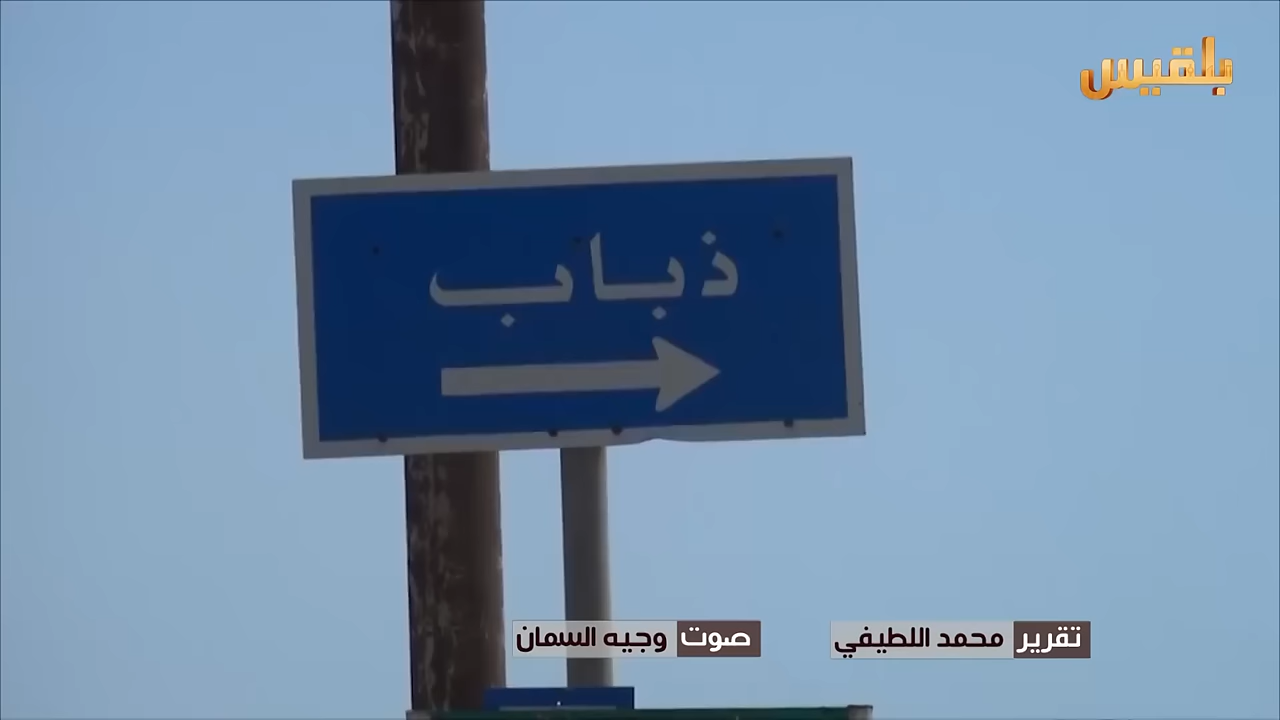 بلقيس
ذباب
تقرير محمد اللطيفي
صوت وجيه السمان